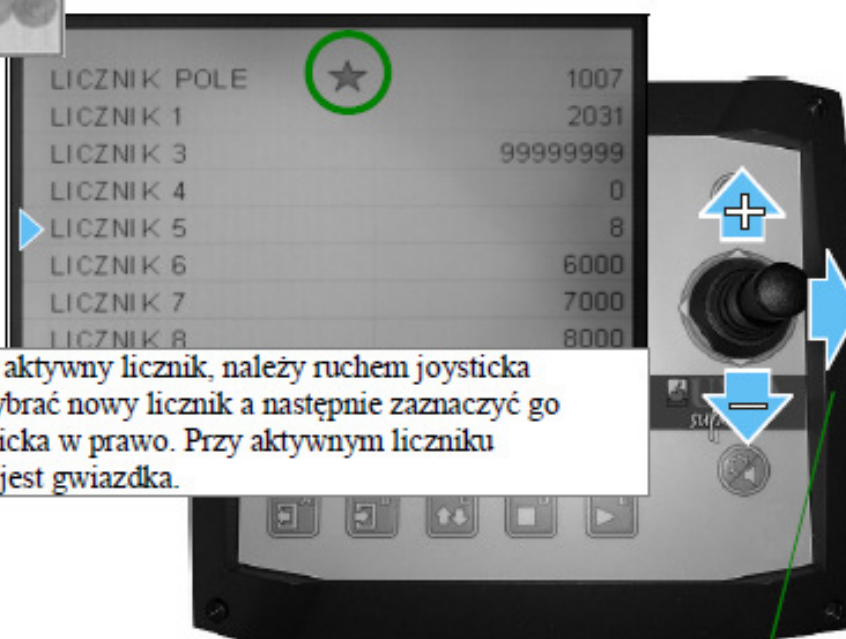 LICZNIK POLE 1007
LICZNIK 1 2031
LICZNIK 3 99999999
LICZNIK 4 0
LICZNIK 5 8
LICZNIK 6 6000
LICZNIK 7 7000
LICZNIK 8 8000
aktywny licznik, należy ruchem joysticka
ybrać nowy licznik a następnie zaznaczyć go
icka w prawo. Przy aktywnym liczniku
jest gwiazdka.